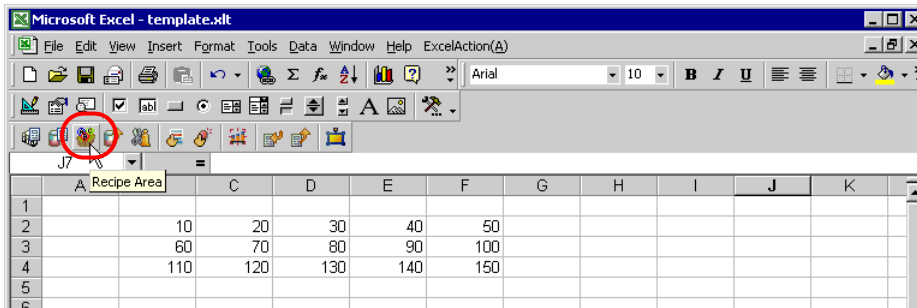 Microsoft Excel - template.xlt
File Edit View Insert Format Tools Data Window Help ExcelAction(A)
Arial 10 B I U
J7 =
Recipe Area
A C D E F G H I J K
1
2 10 20 30 40 50
3 60 70 80 90 100
4 110 120 130 140 150
5
6